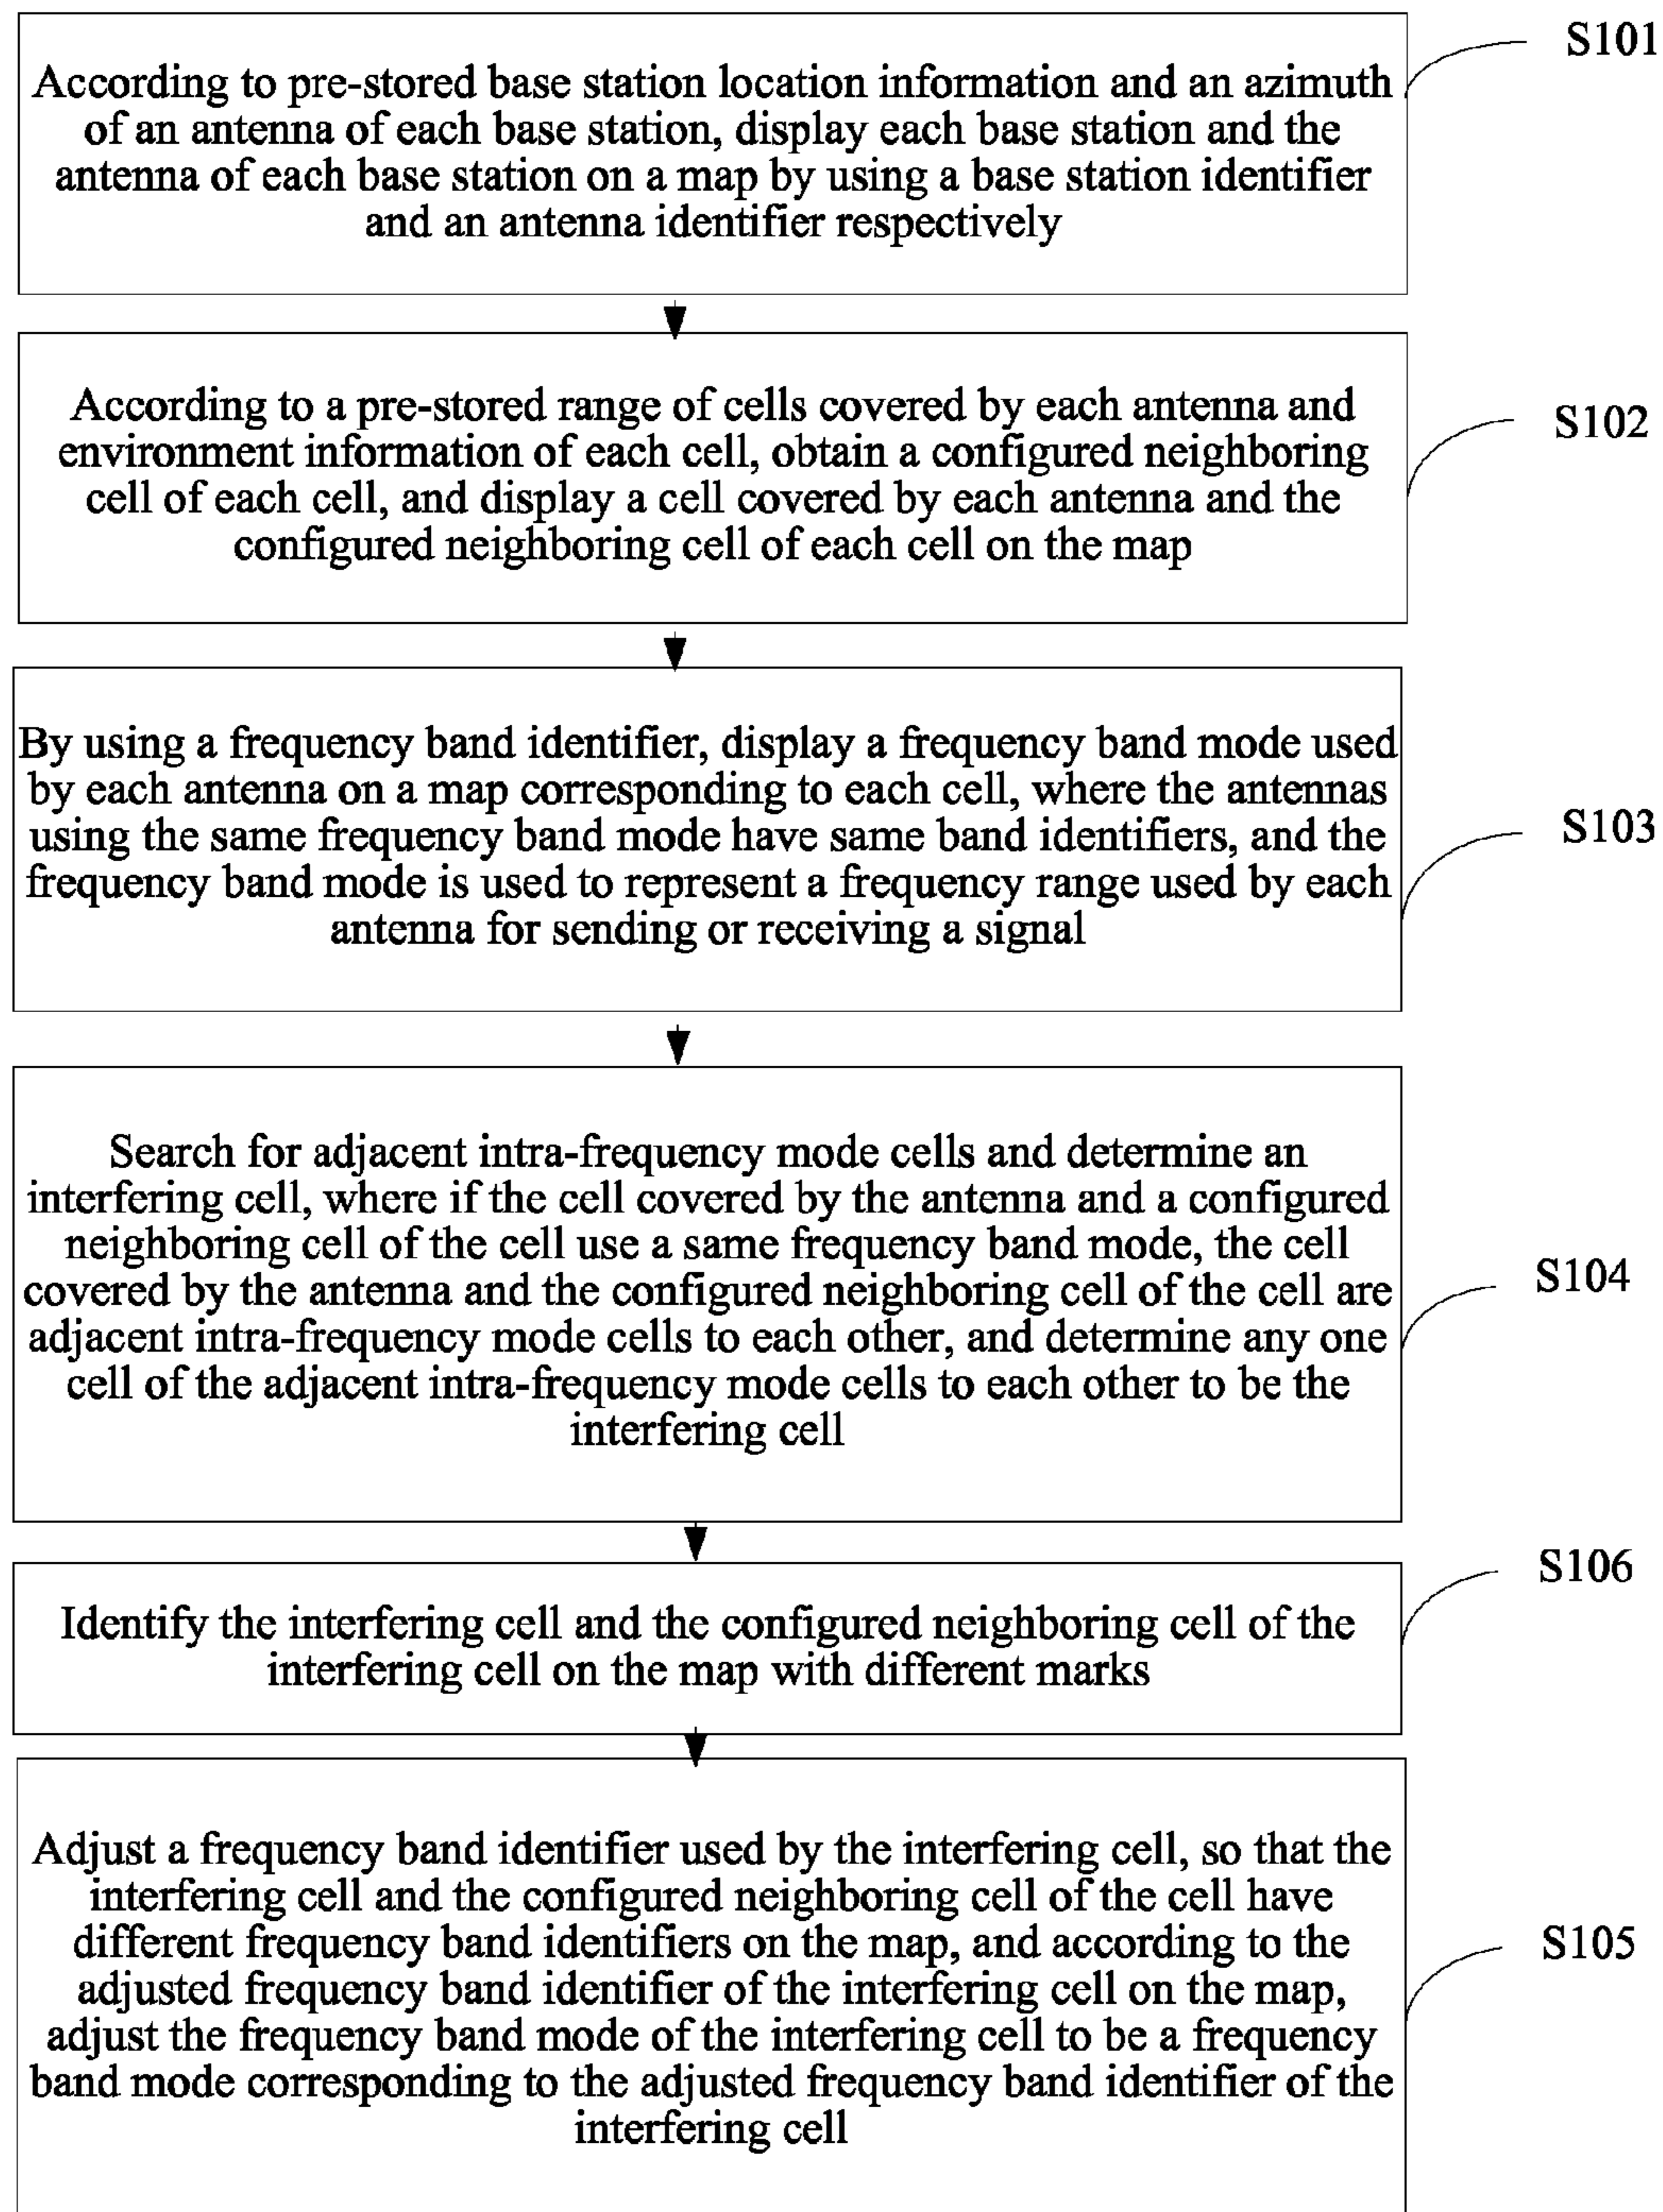 S101
According to pre-stored base station location information and an azimuth
of an antenna of each base station, display each base station and the
antenna of each base station on a map by using a base station identifier
and an antenna identifier respectively
S102
According to a pre-stored range of cells covered by each antenna and
environment information of each cell, obtain a configured neighboring
cell of each cell, and display a cell covered by each antenna and the
configured neighboring cell of each cell on the map
S103
By using a frequency band identifier, display a frequency band mode used
by each antenna on a map corresponding to each cell, where the antennas
using the same frequency band mode have same band identifiers, and the
frequency band mode is used to represent a frequency range used by each
antenna for sending or receiving a signal
S104
Search for adjacent intra-frequency mode cells and determine an
interfering cell, where if the cell covered by the antenna and a configured
neighboring cell of the cell use a same frequency band mode, the cell
covered by the antenna and the configured neighboring cell of the cell are
adjacent intra-frequency mode cells to each other, and determine any one
cell of the adjacent intra-frequency mode cells to each other to be the
interfering cell
S106
Identify the interfering cell and the configured neighboring cell of the
interfering cell on the map with different marks
S105
Adjust a frequency band identifier used by the interfering cell, so that the
interfering cell and the configured neighboring cell of the cell have
different frequency band identifiers on the map, and according to the
adjusted frequency band identifier of the interfering cell on the map,
adjust the frequency band mode of the interfering cell to be a frequency
band mode corresponding to the adjusted frequency band identifier of the
interfering cell